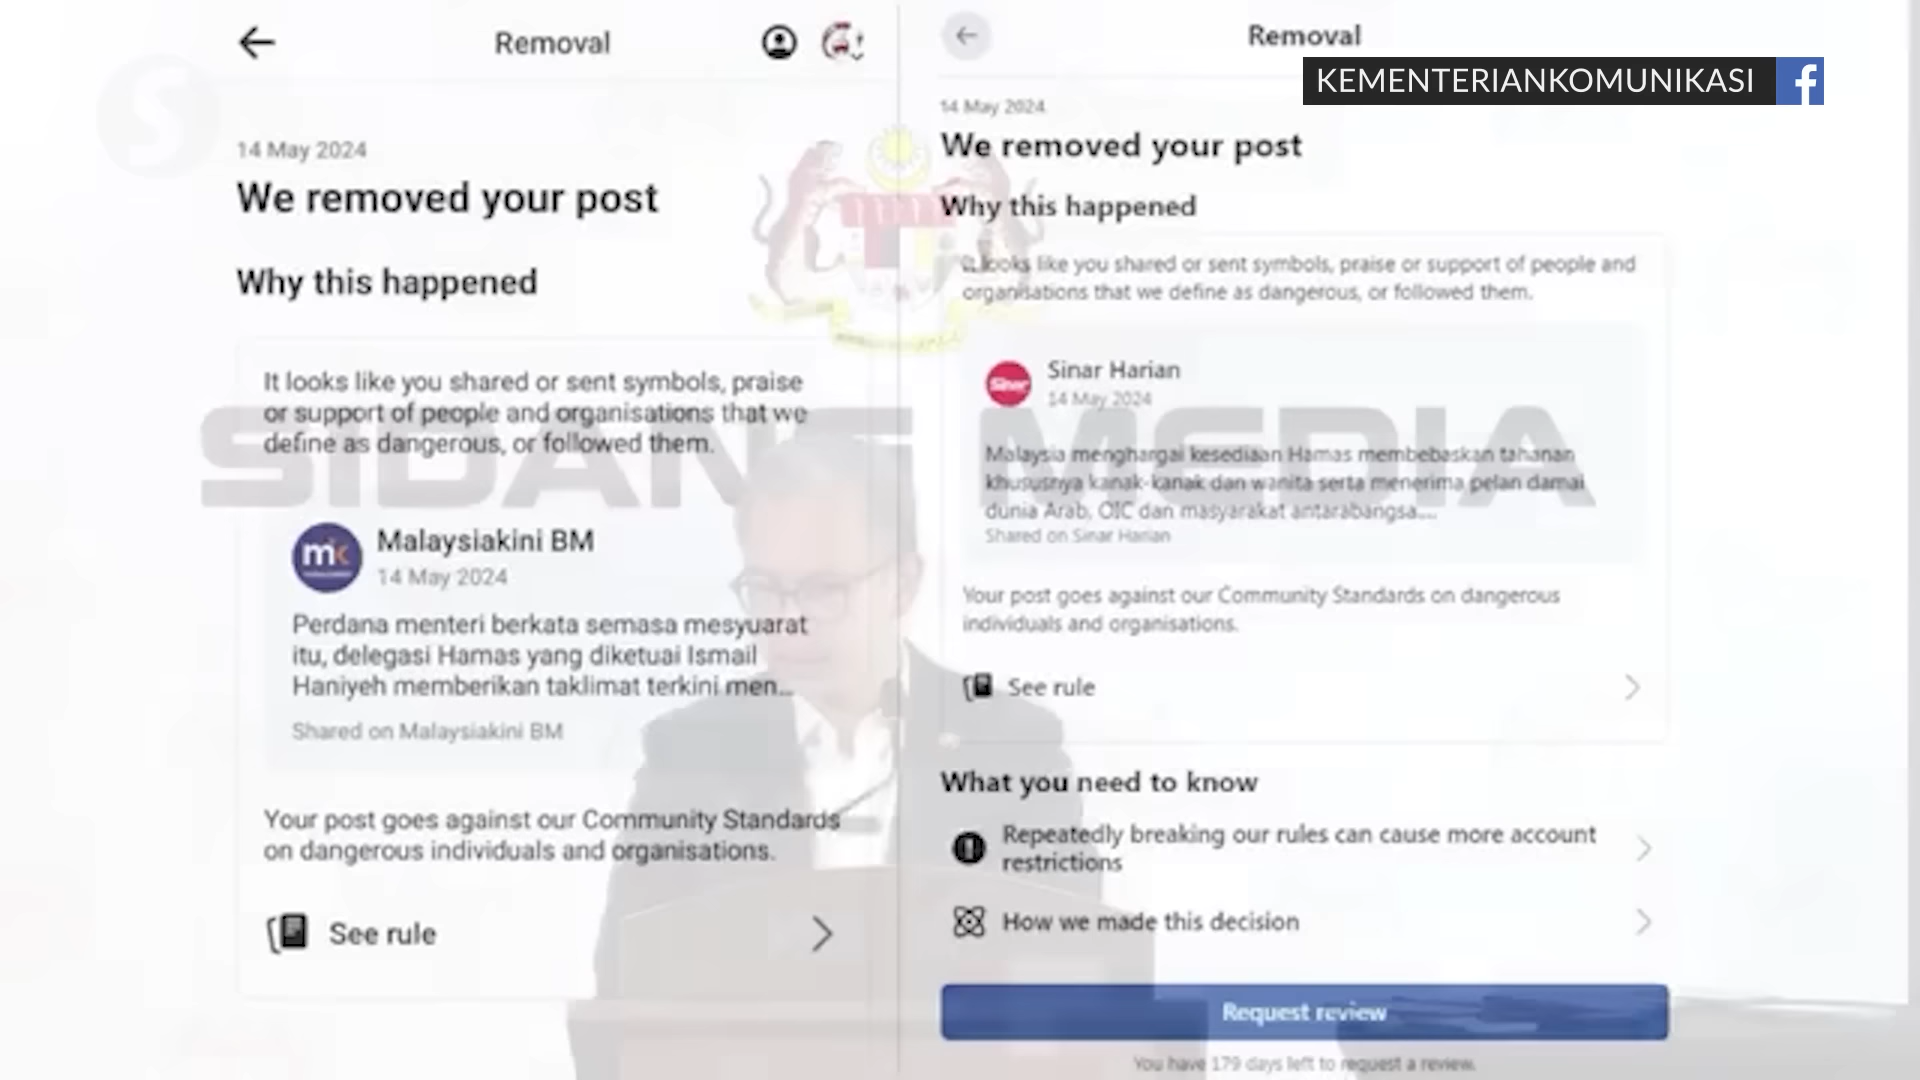 Removal
14 May 2024
We removed your post
Why this happened
It looks like you shared or sent symbols, praise
or support of people and organisations that we
define as dangerous, or followed them.
mk
Malaysiakini BM
14 May 2024
Perdana menteri berkata semasa mesyuarat
itu, delegasi Hamas yang diketuai Ismail
Haniyeh memberikan taklimat terkini men...
Shared on Malaysiakini BM
Your post goes against our Community Standards
on dangerous individuals and organisations.
See rule
Removal
KEMENTERIANKOMUNIKASI f
14 May 2024
We removed your post
Why this happened
It looks like you shared or sent symbols, praise or support of people and
organisations that we define as dangerous, or followed them.
Sinar
Sinar Harian
14 May 2024
Malaysia menghargai kesediaan Hamas membebaskan tahanan
khususnya kanak-kanak dan wanita serta menerima pelan damai
dunia Arab, OIC dan masyarakat antarabangsa....
Shared on Sinar Harian
Your post goes against our Community Standards on dangerous
individuals and organisations.
See rule
What you need to know
Repeatedly breaking our rules can cause more account
restrictions
How we made this decision
Request review
You have 179 days left to request a review.
SIDANG MEDIA
S